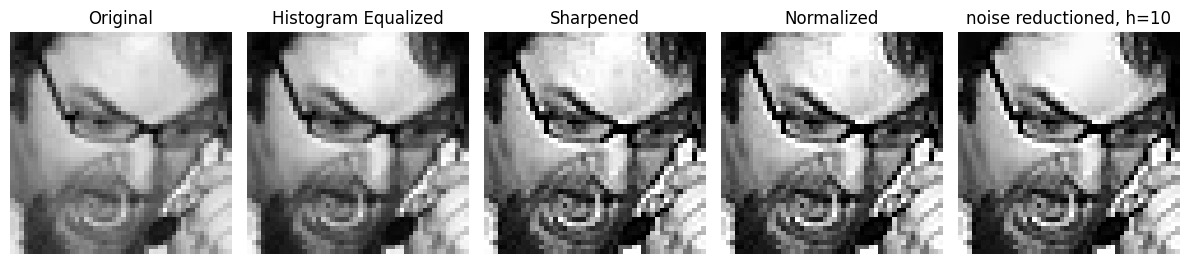 Original
Histogram Equalized
Sharpened
Normalized
noise reductioned, h=10